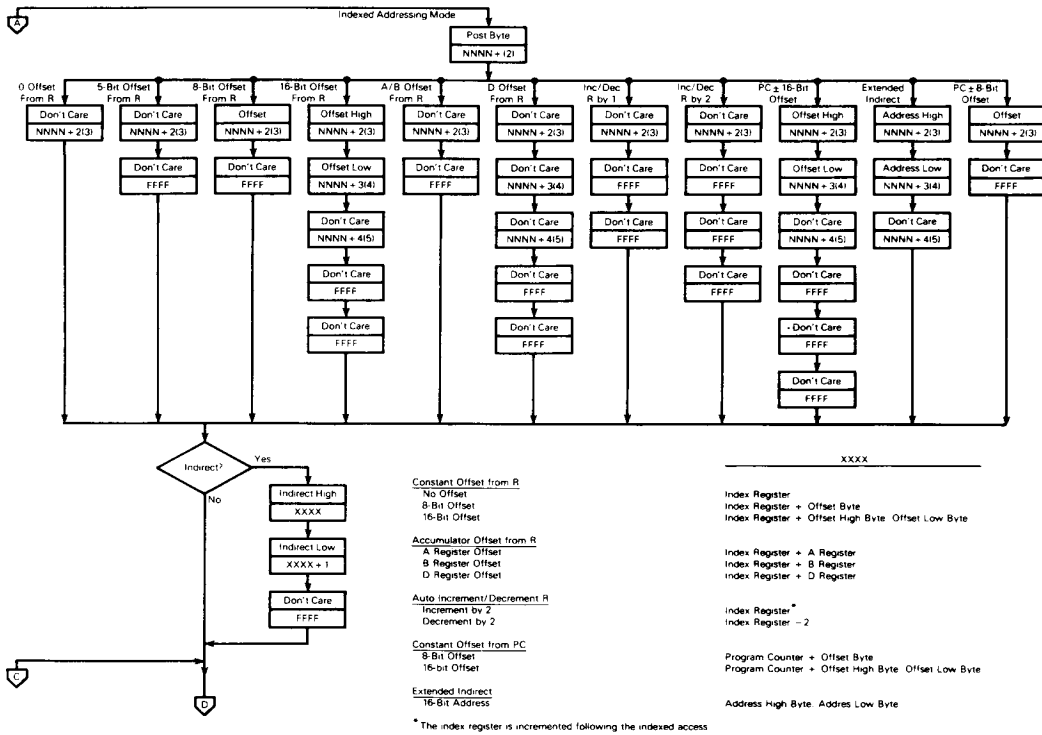 A
Indexed Addressing Mode
Post Byte
NNNN + (2)
0 Offset
From R
5-Bit Offset
From R
8-Bit Offset
From R
16-Bit Offset
From R
A/B Offset
From R
D Offset
From R
Inc/Dec
R by 1
Inc/Dec
R by 2
PC ± 16-Bit
Offset
Extended
Indirect
PC ± 8-Bit
Offset
Don't Care
NNNN + 2(3)
Don't Care
NNNN + 2(3)
Don't Care
FFFF
Offset
NNNN + 2(3)
Don't Care
FFFF
Offset High
NNNN + 2(3)
Offset Low
NNNN + 3(4)
Don't Care
NNNN + 4(5)
Don't Care
FFFF
Don't Care
FFFF
Don't Care
NNNN + 2(3)
Don't Care
FFFF
Don't Care
NNNN + 2(3)
Don't Care
NNNN + 3(4)
Don't Care
NNNN + 4(5)
Don't Care
FFFF
Don't Care
FFFF
Don't Care
NNNN + 2(3)
Don't Care
FFFF
Don't Care
FFFF
Don't Care
NNNN + 2(3)
Don't Care
FFFF
Don't Care
FFFF
Don't Care
FFFF
Offset High
NNNN + 2(3)
Offset Low
NNNN + 3(4)
Don't Care
NNNN + 4(5)
Don't Care
FFFF
- Don't Care
FFFF
Don't Care
FFFF
Address High
NNNN + 2(3)
Address Low
NNNN + 3(4)
Don't Care
NNNN + 4(5)
Offset
NNNN + 2(3)
Don't Care
FFFF
Indirect?
Yes
No
Indirect High
XXXX
Indirect Low
XXXX + 1
Don't Care
FFFF
C
D
XXXX
Constant Offset from R
No Offset Index Register
8-Bit Offset Index Register + Offset Byte
16-Bit Offset Index Register + Offset High Byte Offset Low Byte
Accumulator Offset from R
A Register Offset Index Register + A Register
B Register Offset Index Register + B Register
D Register Offset Index Register + D Register
Auto Increment/Decrement R
Increment by 2 Index Register*
Decrement by 2 Index Register - 2
Constant Offset from PC
8-Bit Offset Program Counter + Offset Byte
16-bit Offset Program Counter + Offset High Byte Offset Low Byte
Extended Indirect
16-Bit Address Address High Byte. Addres Low Byte
* The index register is incremented following the indexed access